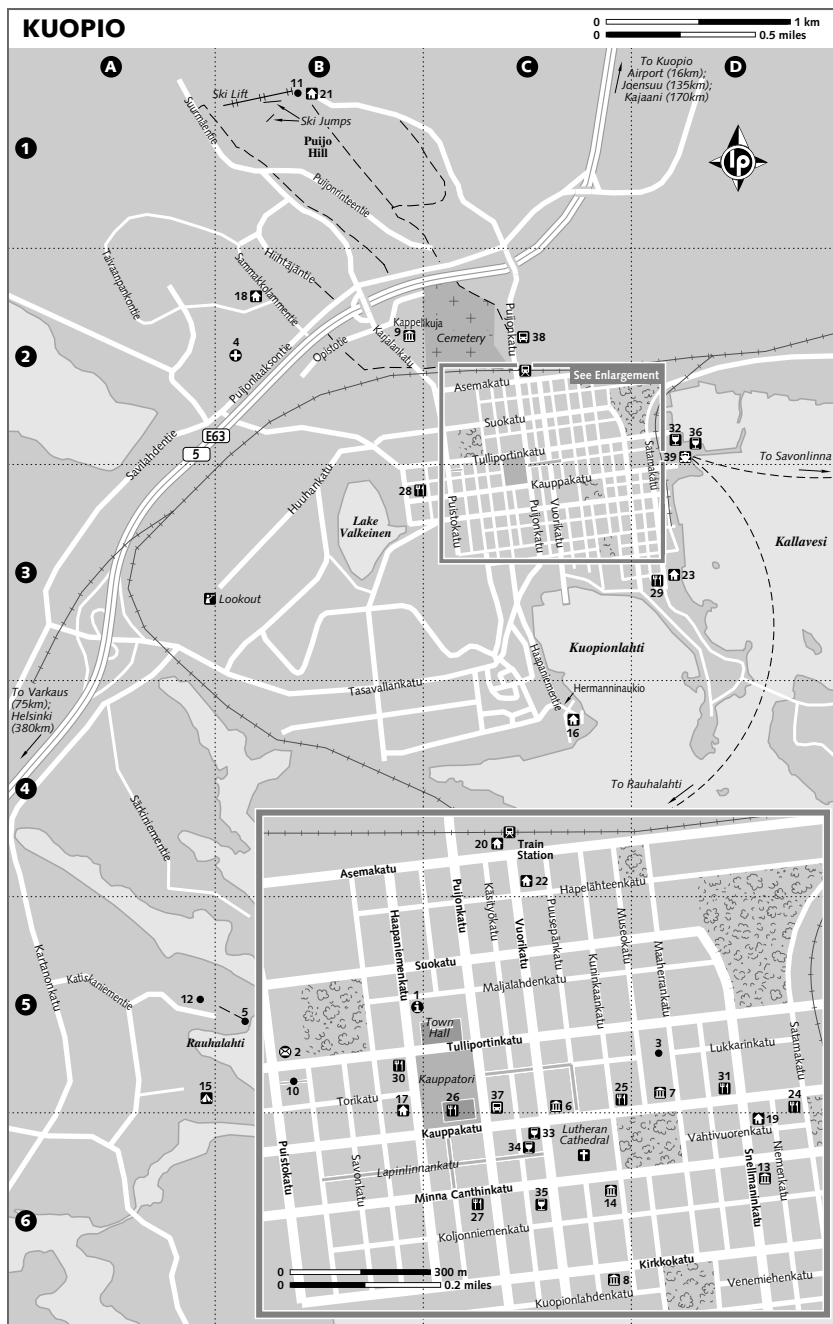 KUOPIO
0 1 km
0 0.5 miles
A
B
C
D
To Kuopio
Airport (16km);
Joensuu (135km);
Kajaani (170km)
11
21
Ski Lift
Ski Jumps
Puijo
Hill
Suurmäentie
Puijonrinteentie
1
lp
Taivaanpankontie
Sammakkolammentie
Hiihtäjäntie
18
4
Puijonlaaksontie
Opistotie
Karjalankatu
9
Kappelikuja
Cemetery
Puijonkatu
38
2
See Enlargement
Asemakatu
Suokatu
Tulliportinkatu
Kauppakatu
Satamakatu
32
36
39
To Savonlinna
Savilahdentie
E63
5
Huuhankatu
28
Puistokatu
Puijonkatu
Vuorikatu
Lake
Valkeinen
Kallavesi
3
Lookout
23
29
Kuopionlahti
Haapaniementie
Hermanninaukio
Tasavallankatu
To Varkaus
(75km);
Helsinki
(380km)
16
To Rauhalahti
4
Särkiniementie
20
Train
Station
Asemakatu
22
Hapelähteenkatu
Puijonkatu
Käsityökatu
Haapaniemenkatu
Vuorikatu
Puusepänkatu
Museokatu
Kuninkaankatu
Maaherrankatu
Suokatu
Maljalahdenkatu
Kartanonkatu
Katiskaniementie
12
5
5
Rauhalahti
15
1
Town
Hall
Tulliportinkatu
2
3
Lukkarinkatu
Satamakatu
30
Kauppatori
10
Torikatu
17
26
37
6
25
7
31
24
19
Kauppakatu
33
34
Lutheran
Cathedral
Vahtivuorenkatu
Puistokatu
Savonkatu
Lapinlinnankatu
Snellmaninkatu
Niemenkatu
13
Minna Canthinkatu
27
35
14
6
Koljonniemenkatu
Kirkkokatu
0 300 m
0 0.2 miles
8
Venemiehenkatu
Kuopionlahdenkatu